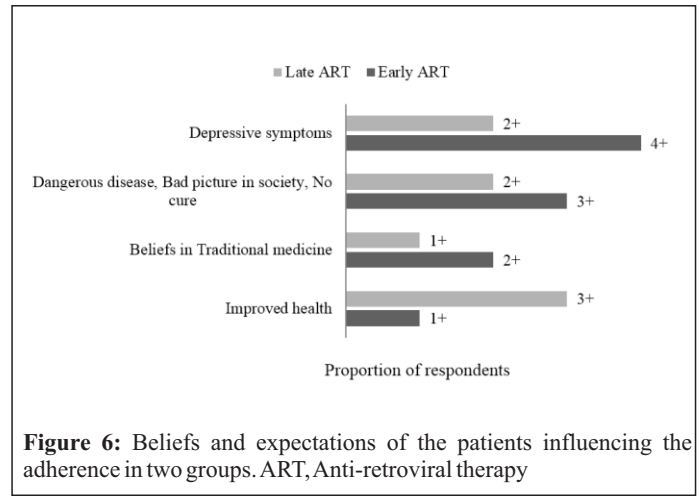 Late ART Early ART
Depressive symptoms
2+
4+
Dangerous disease, Bad picture in society, No
cure
2+
3+
Beliefs in Traditional medicine
1+
2+
Improved health
3+
1+
Proportion of respondents
Figure 6: Beliefs and expectations of the patients influencing the
adherence in two groups. ART, Anti-retroviral therapy